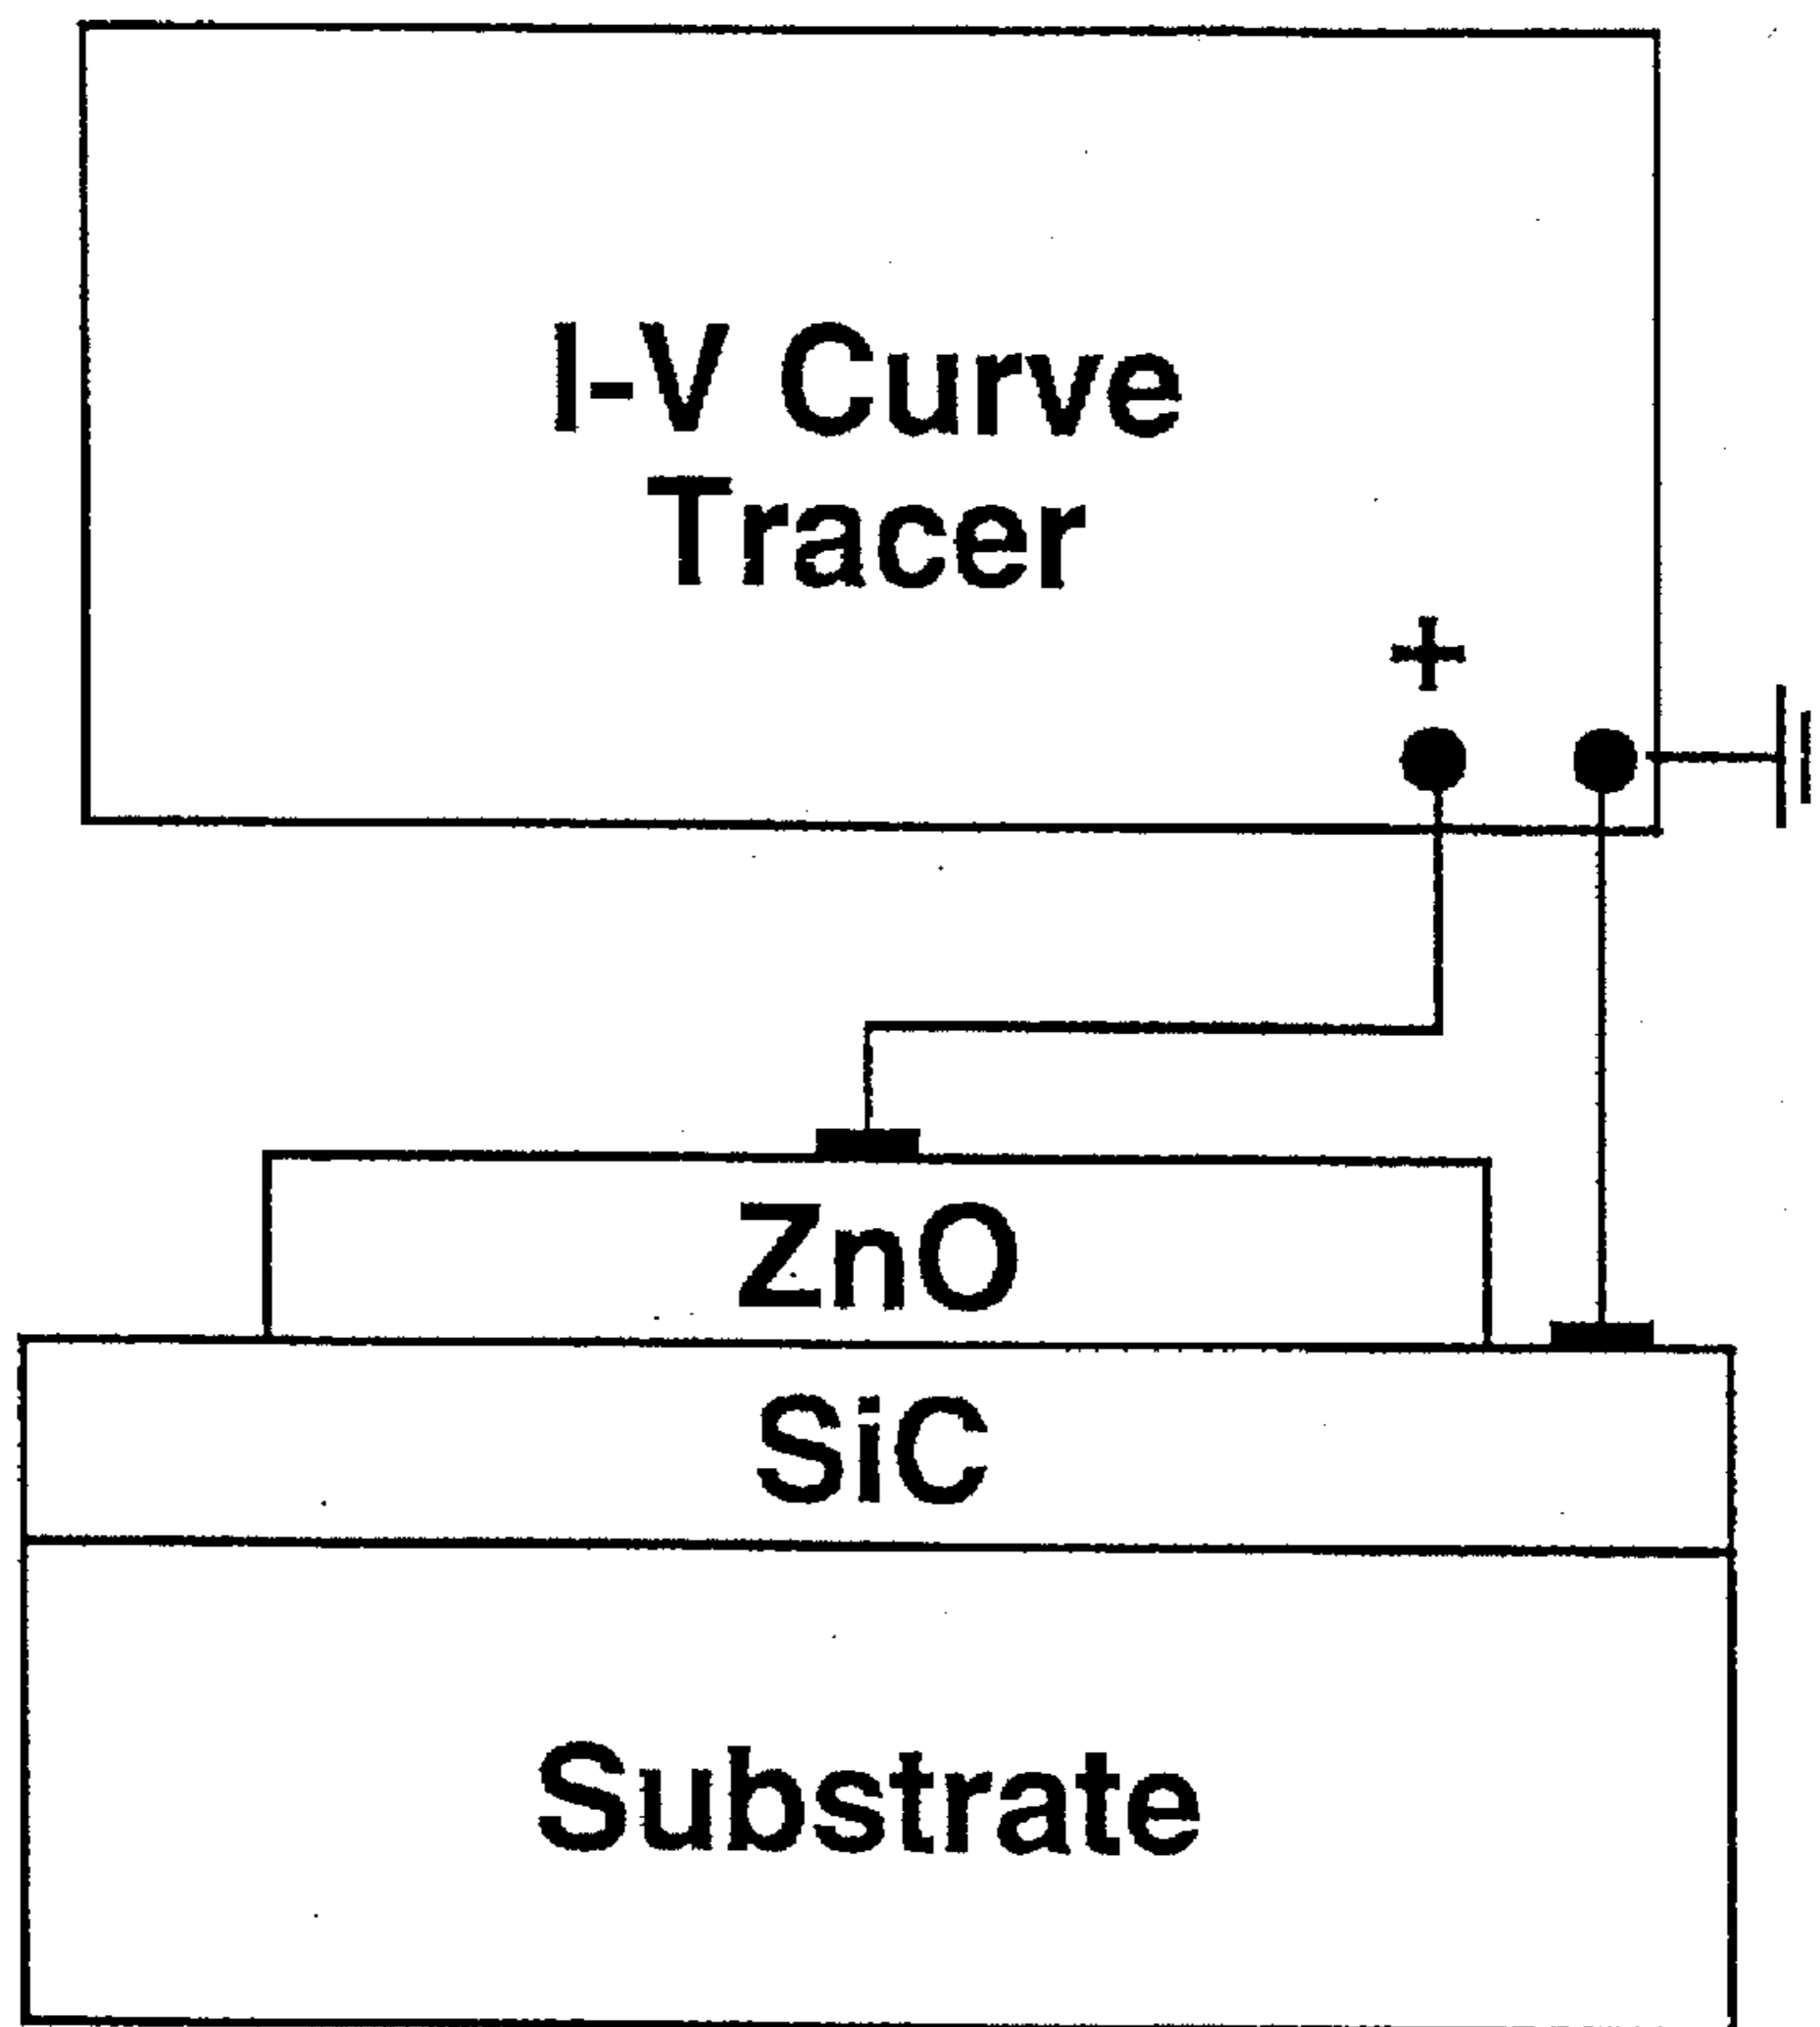 I-V Curve
Tracer
+
ZnO
SiC
Substrate